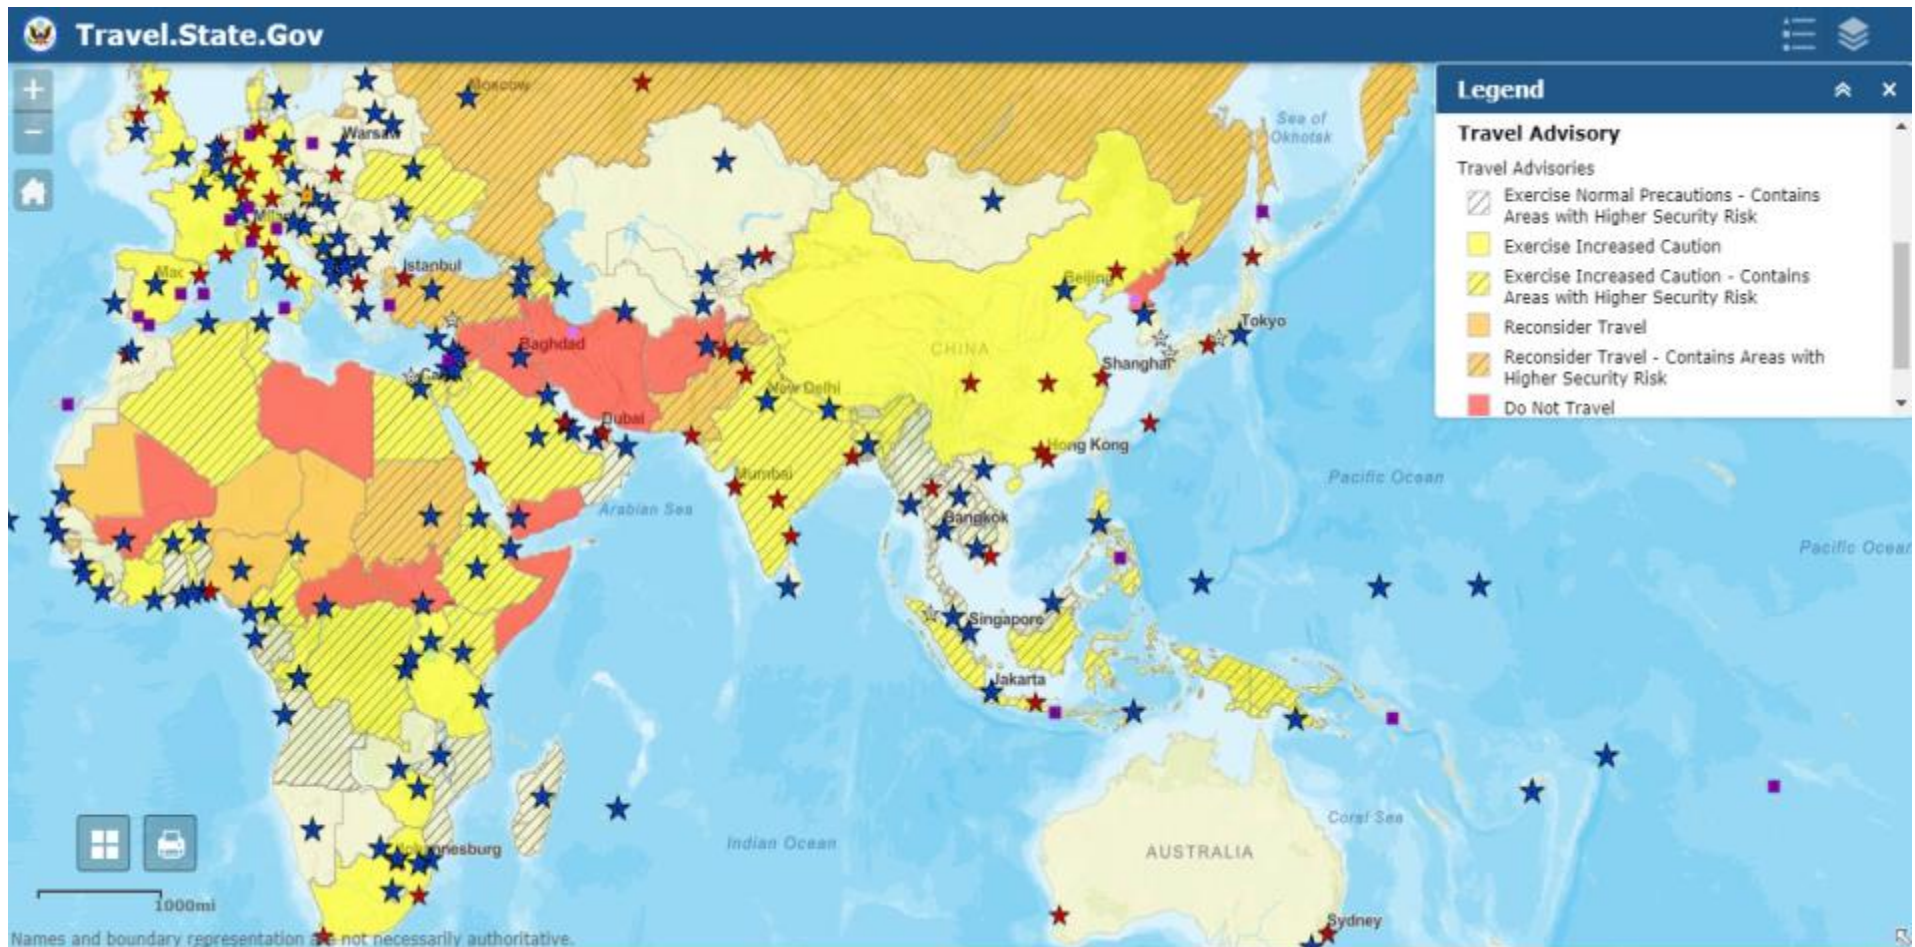 Travel.State.Gov
Legend
Travel Advisory
Travel Advisories
Exercise Normal Precautions - Contains
Areas with Higher Security Risk
Exercise Increased Caution
Exercise Increased Caution - Contains
Areas with Higher Security Risk
Reconsider Travel
Reconsider Travel - Contains Areas with
Higher Security Risk
Do Not Travel
Moscow
Sea of
Okhotsk
Warsaw
Milan
Istanbul
Beijing
Tokyo
Baghdad
CHINA
Shanghai
New Delhi
Dubai
Hong Kong
Mumbai
Pacific Ocean
Arabian Sea
Bangkok
Pacific Ocean
Singapore
Jakarta
Indian Ocean
Coral Sea
AUSTRALIA
Johannesburg
1000mi
Sydney
Names and boundary representation are not necessarily authoritative.